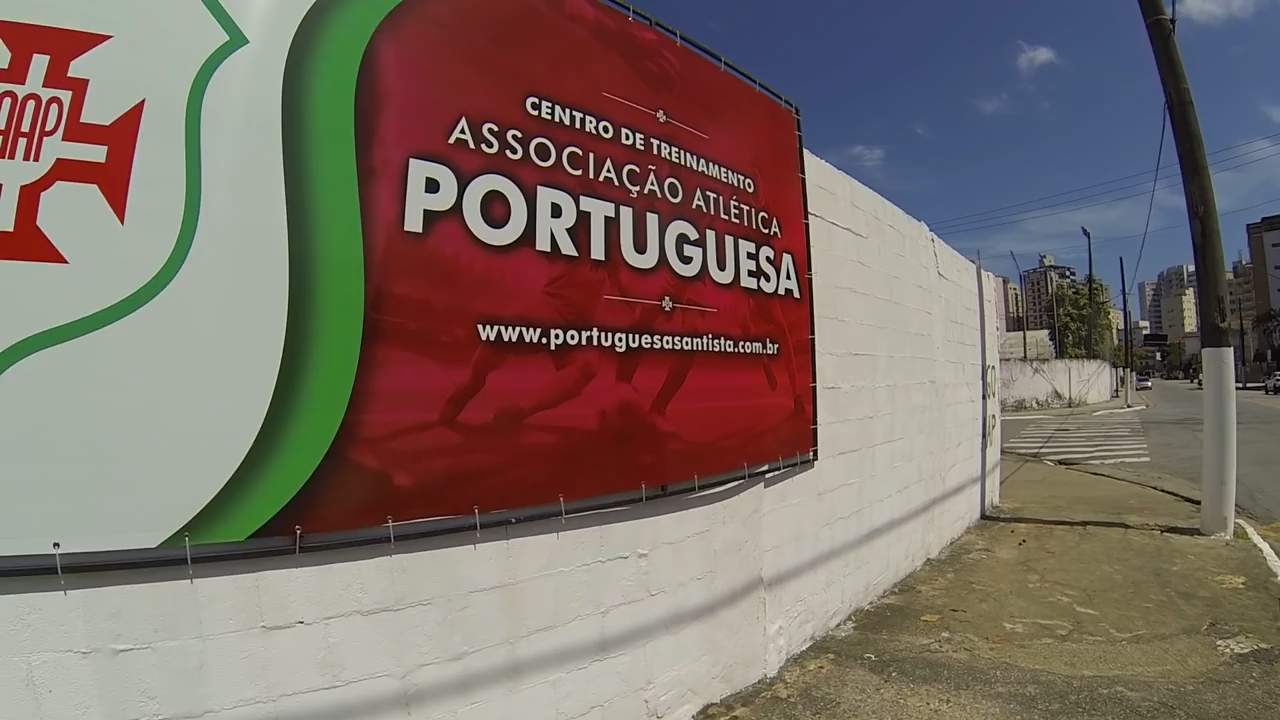 AAP
CENTRO DE TREINAMENTO
ASSOCIAÇÃO ATLÉTICA
PORTUGUESA
www.portuguesasantista.com.br